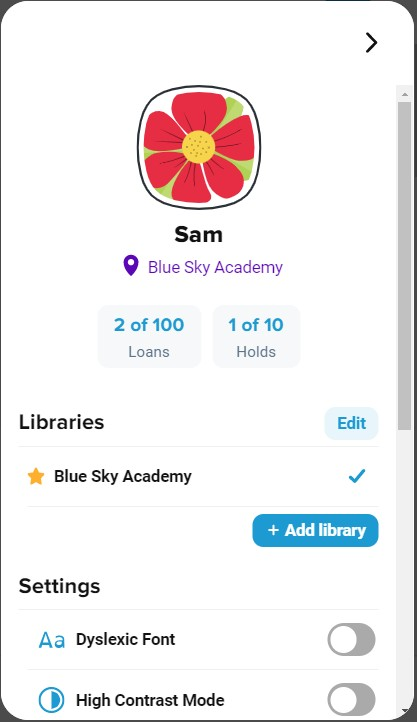 Sam
Blue Sky Academy
2 of 100
Loans
1 of 10
Holds
Libraries
Edit
Blue Sky Academy
+ Add library
Settings
Aa Dyslexic Font
High Contrast Mode